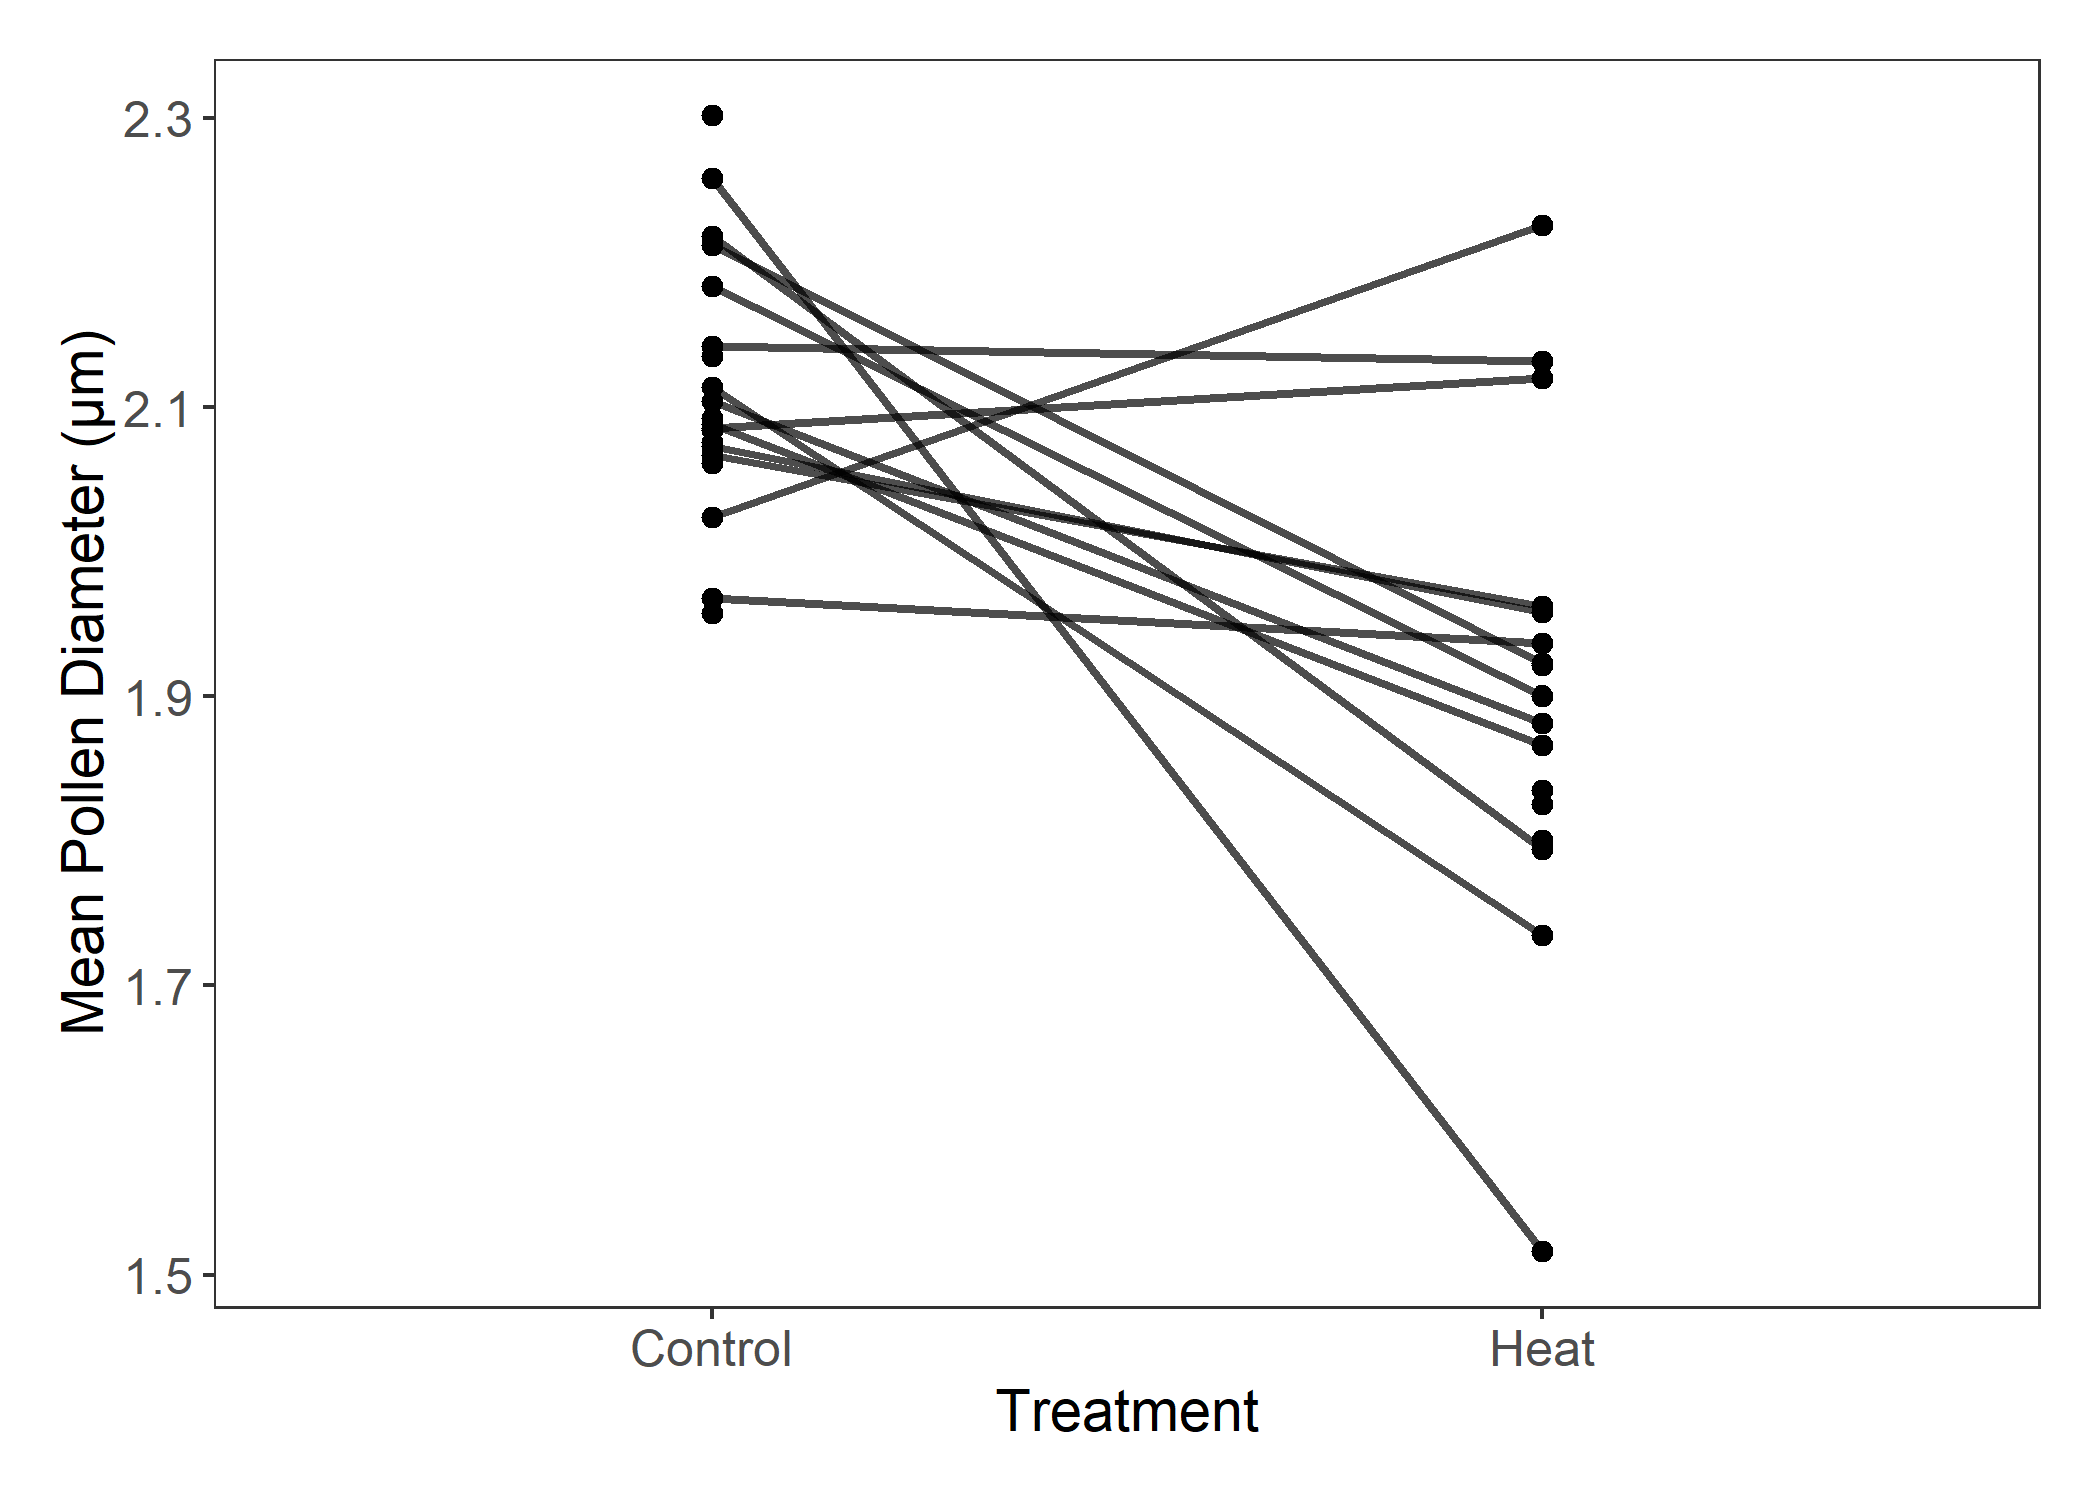 Mean Pollen Diameter (µm)
2.3
2.1
1.9
1.7
1.5
Control
Heat
Treatment